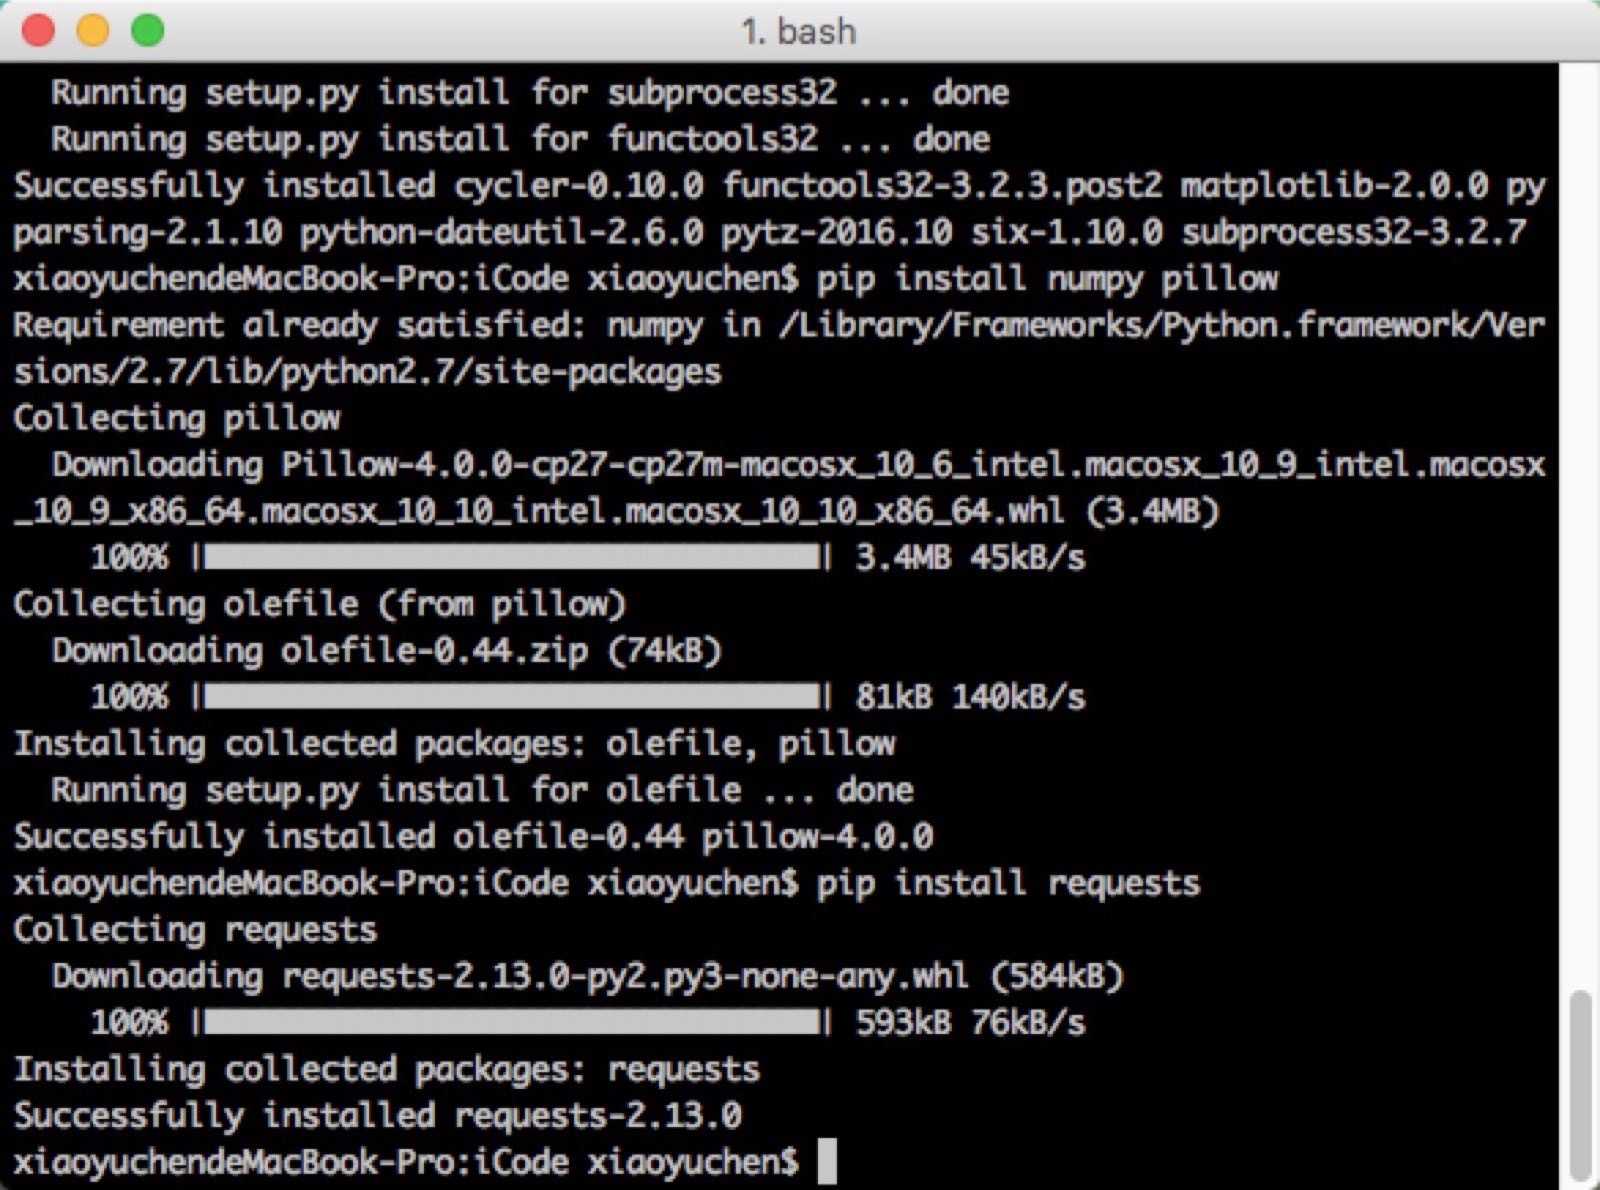 1. bash
Running setup.py install for subprocess32 ... done
Running setup.py install for functools32 ... done
Successfully installed cycler-0.10.0 functools32-3.2.3.post2 matplotlib-2.0.0 py
parsing-2.1.10 python-dateutil-2.6.0 pytz-2016.10 six-1.10.0 subprocess32-3.2.7
xiaoyuchendeMacBook-Pro:iCode xiaoyuchen$ pip install numpy pillow
Requirement already satisfied: numpy in /Library/Frameworks/Python.framework/Ver
sions/2.7/lib/python2.7/site-packages
Collecting pillow
Downloading Pillow-4.0.0-cp27-cp27m-macosx_10_6_intel.macosx_10_9_intel.macosx
_10_9_x86_64.macosx_10_10_intel.macosx_10_10_x86_64.whl (3.4MB)
100% || 3.4MB 45kB/s
Collecting olefile (from pillow)
Downloading olefile-0.44.zip (74kB)
100% || 81kB 140kB/s
Installing collected packages: olefile, pillow
Running setup.py install for olefile ... done
Successfully installed olefile-0.44 pillow-4.0.0
xiaoyuchendeMacBook-Pro:iCode xiaoyuchen$ pip install requests
Collecting requests
Downloading requests-2.13.0-py2.py3-none-any.whl (584kB)
100% || 593kB 76kB/s
Installing collected packages: requests
Successfully installed requests-2.13.0
xiaoyuchendeMacBook-Pro:iCode xiaoyuchen$